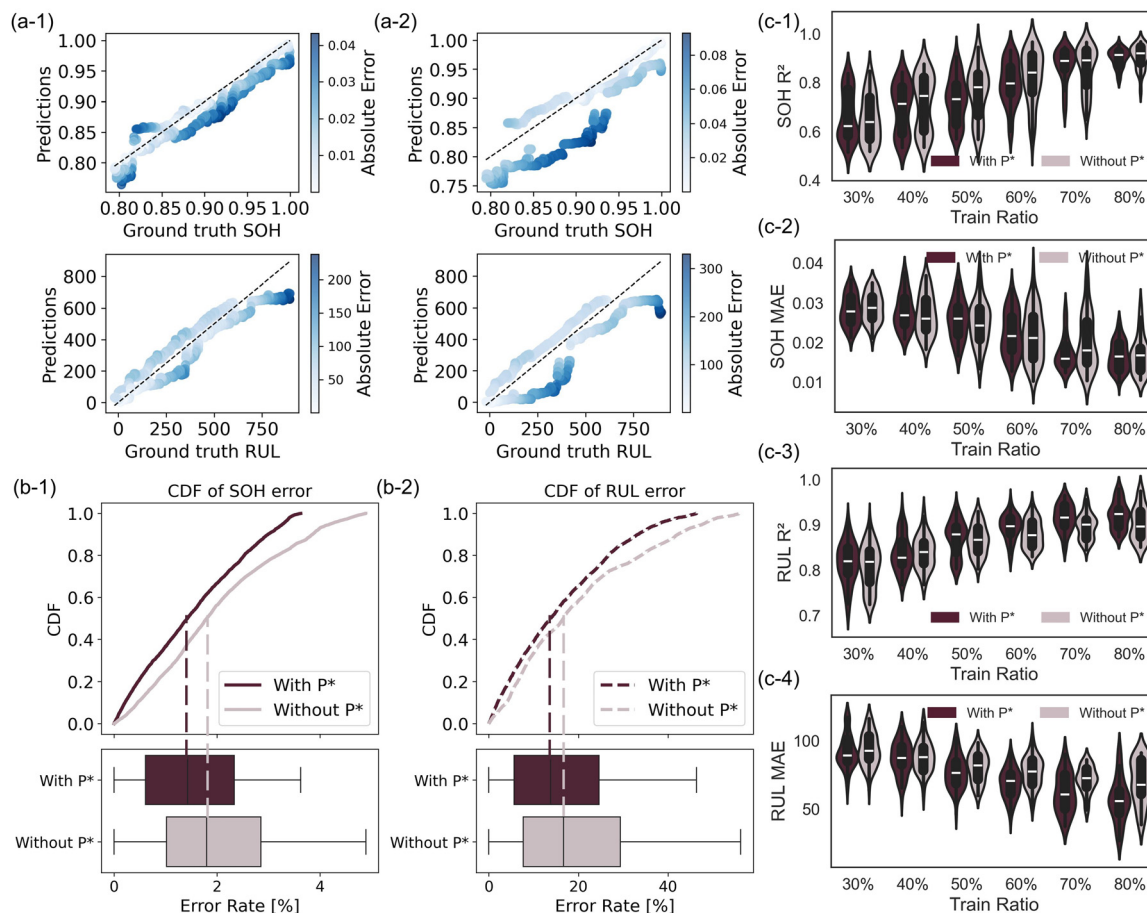 (a-1)
1.00
0.95
0.90
0.85
0.80
Predictions
0.80 0.85 0.90 0.95 1.00
Ground truth SOH
0.04
0.03
0.02
0.01
Absolute Error
(a-2)
1.00
0.95
0.90
0.85
0.80
0.75
Predictions
0.80 0.85 0.90 0.95 1.00
Ground truth SOH
0.08
0.06
0.04
0.02
Absolute Error
800
600
400
200
0
Predictions
0 250 500 750
Ground truth RUL
200
150
100
50
Absolute Error
800
600
400
200
0
Predictions
0 250 500 750
Ground truth RUL
300
200
100
Absolute Error
(b-1)
CDF of SOH error
1.0
0.8
0.6
0.4
0.2
0.0
CDF
With P*
Without P*
With P*
Without P*
0 2 4
Error Rate [%]
(b-2)
CDF of RUL error
1.0
0.8
0.6
0.4
0.2
0.0
CDF
With P*
Without P*
With P*
Without P*
0 20 40
Error Rate [%]
(c-1)
1.0
0.8
0.6
0.4
SOH R²
With P* Without P*
30% 40% 50% 60% 70% 80%
Train Ratio
(c-2)
0.04
0.03
0.02
0.01
SOH MAE
With P* Without P*
30% 40% 50% 60% 70% 80%
Train Ratio
(c-3)
1.0
0.9
0.8
0.7
RUL R²
With P* Without P*
30% 40% 50% 60% 70% 80%
Train Ratio
(c-4)
100
50
RUL MAE
With P* Without P*
30% 40% 50% 60% 70% 80%
Train Ratio